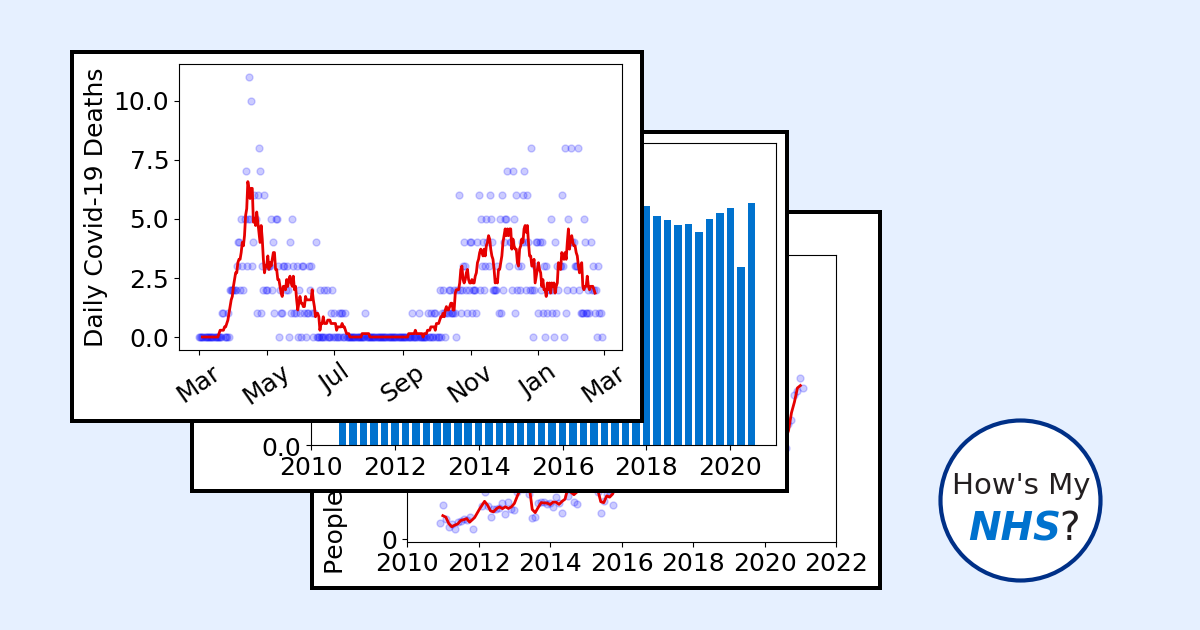 Daily Covid-19 Deaths
10.0
7.5
5.0
2.5
0.0
Mar May Jul Sep Nov Jan Mar
0.0
2010 2012 2014 2016 2018 2020
People
0
2010 2012 2014 2016 2018 2020 2022
How's My
NHS?